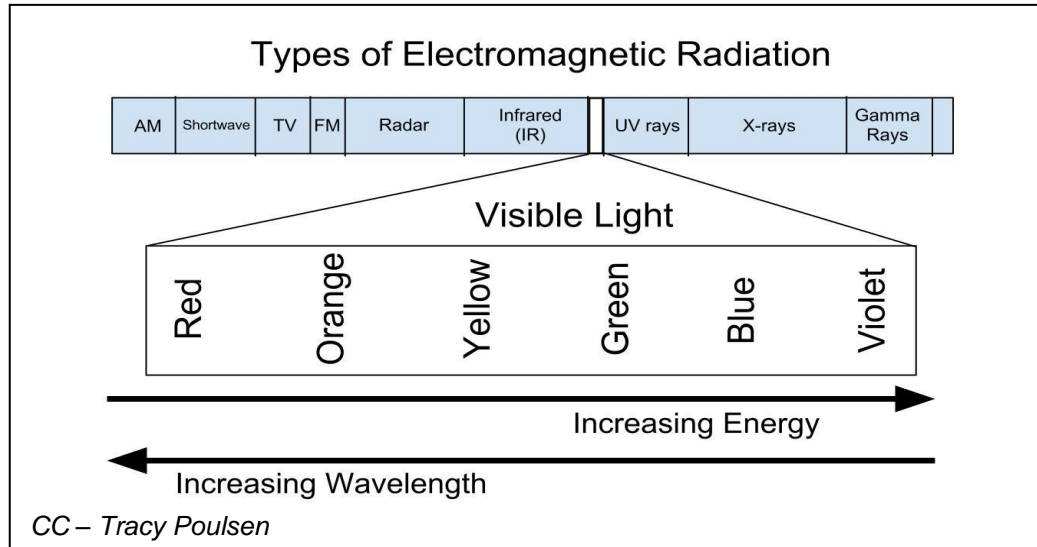 Types of Electromagnetic Radiation
AM Shortwave TV FM Radar Infrared (IR) UV rays X-rays Gamma Rays
Visible Light
Red Orange Yellow Green Blue Violet
Increasing Energy
Increasing Wavelength
CC – Tracy Poulsen